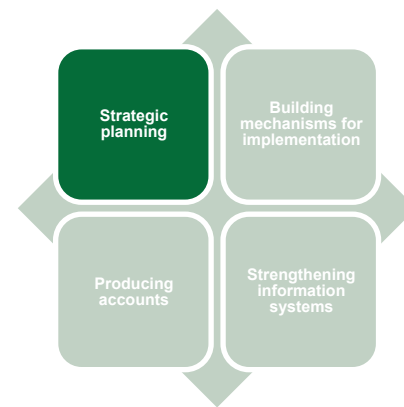 Strategic
planning
Building
mechanisms for
implementation
Producing
accounts
Strengthening
information
systems